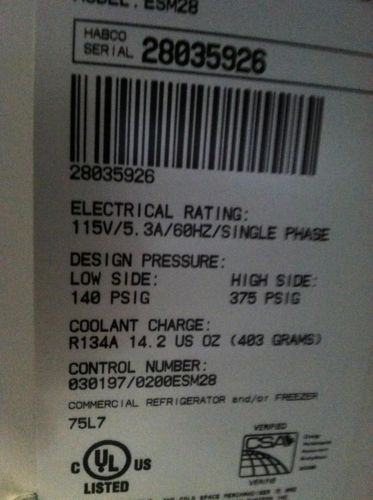 MODEL: ESM28
HABCO
SERIAL 28035926
28035926
ELECTRICAL RATING:
115V/5.3A/60HZ/SINGLE PHASE
DESIGN PRESSURE:
LOW SIDE: HIGH SIDE:
140 PSIG 375 PSIG
COOLANT CHARGE:
R134A 14.2 US OZ (403 GRAMS)
CONTROL NUMBER:
030197/0200ESM28
COMMERCIAL REFRIGERATOR and/or FREEZER
75L7
VERIFIED
C UL US
CSA
LISTED
VERIFIE